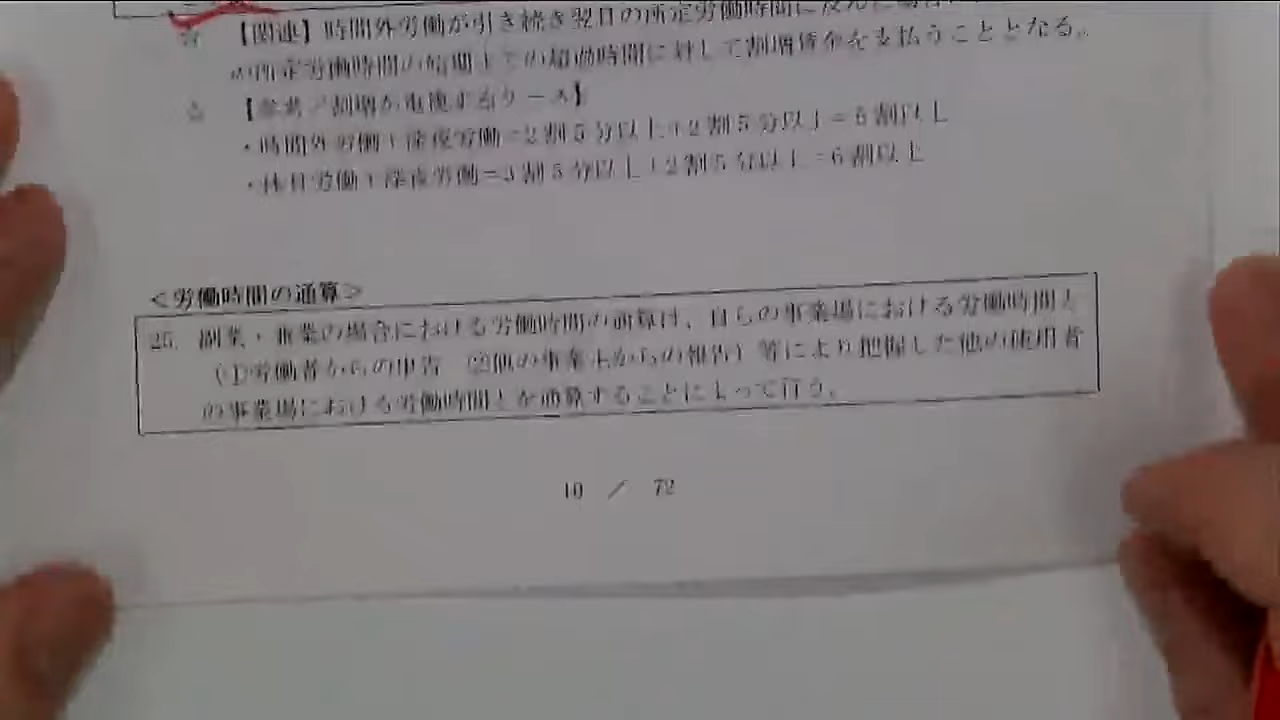 ☆ 【関連】時間外労働が引き続き翌日の所定労働時間に及んだ場合
の所定労働時間の始期までの超過時間に対して割増賃金を支払うこととなる。
☆ 【参考／割増が重複するケース】
・時間外労働＋深夜労働＝2割5分以上＋2割5分以上＝5割以上
・休日労働＋深夜労働＝3割5分以上＋2割5分以上＝6割以上
＜労働時間の通算＞
25. 副業・兼業の場合における労働時間の通算は、自らの事業場における労働時間と
（①労働者からの申告 ②他の事業主からの報告）等により把握した他の使用者
の事業場における労働時間とを通算することによって行う。
10 ／ 72